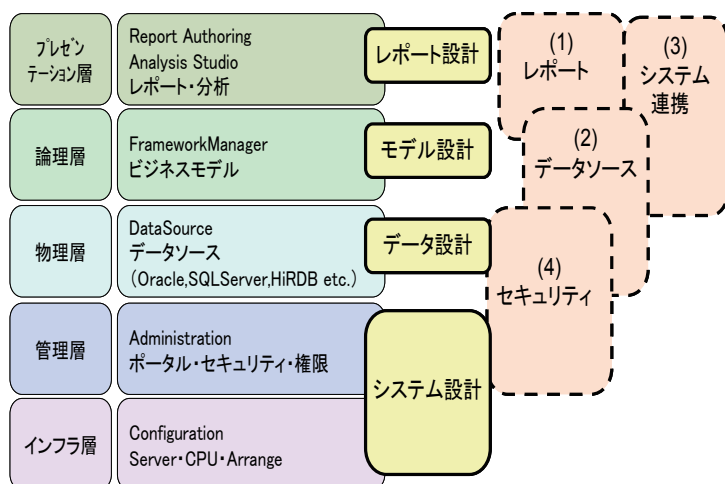 プレゼン
テーション層
Report Authoring
Analysis Studio
レポート・分析
レポート設計
(1)
レポート
(3)
システム
連携
論理層
FrameworkManager
ビジネスモデル
モデル設計
(2)
データソース
物理層
DataSource
データソース
（Oracle,SQLServer,HiRDB etc.）
データ設計
(4)
セキュリティ
管理層
Administration
ポータル・セキュリティ・権限
システム設計
インフラ層
Configuration
Server・CPU・Arrange